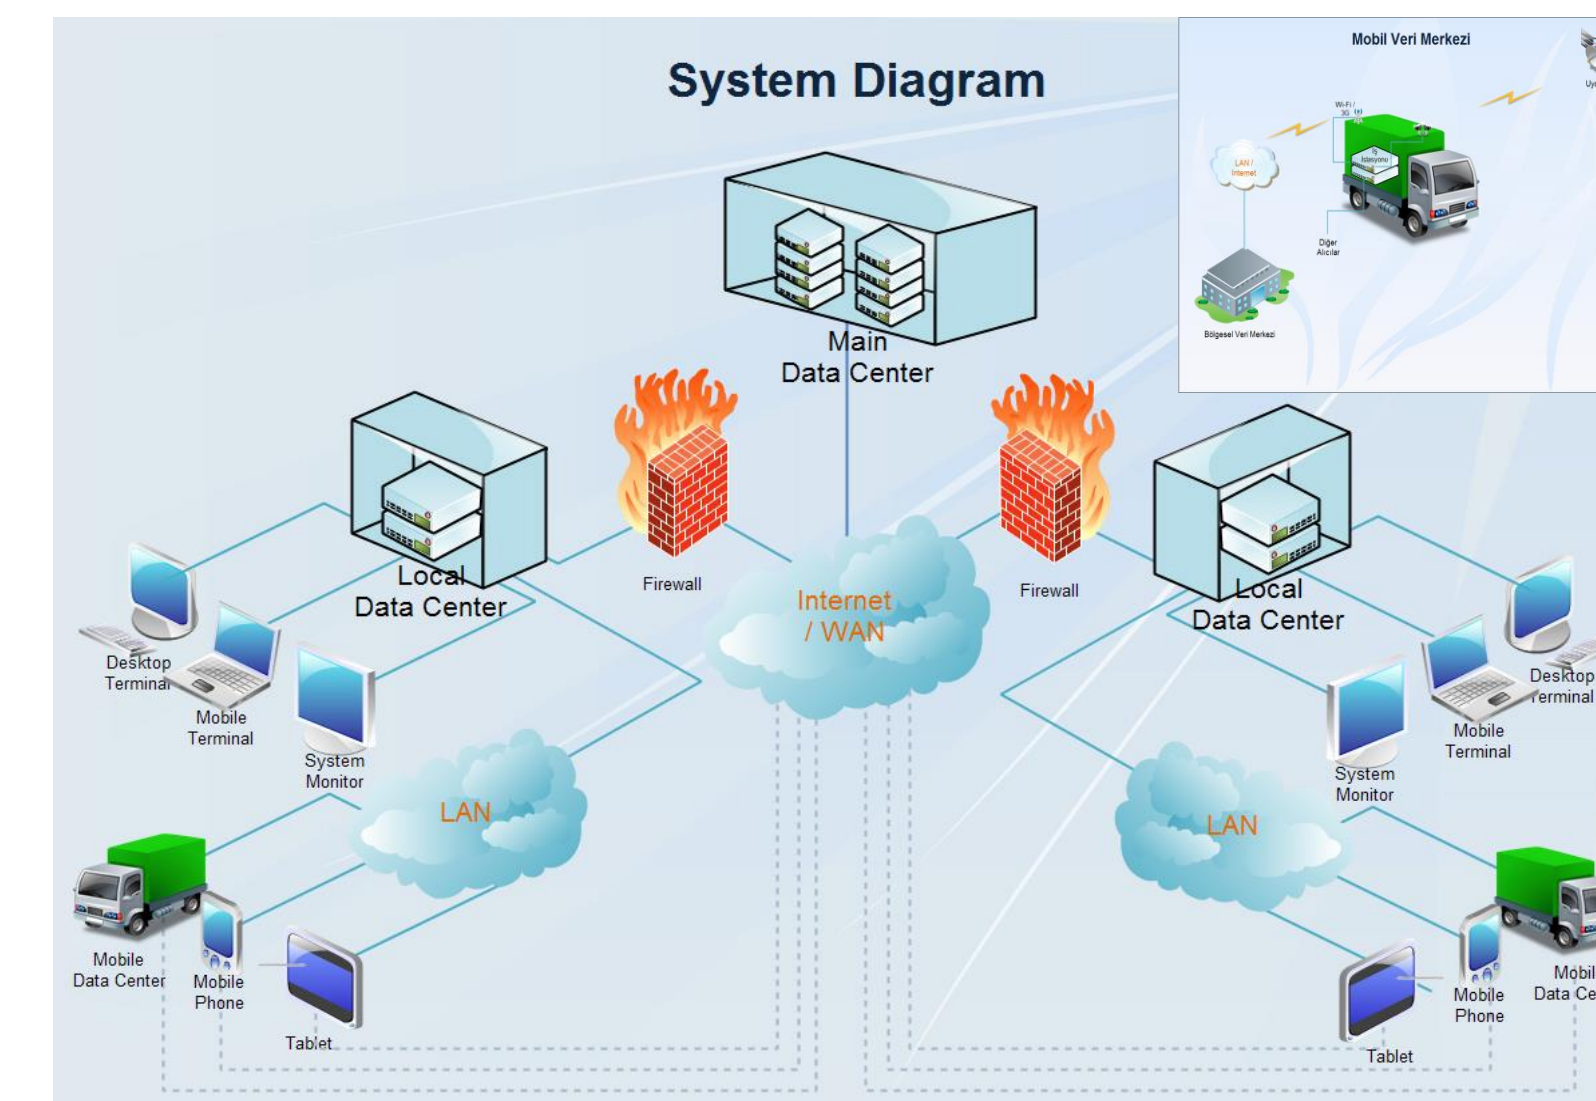 System Diagram
Mobil Veri Merkezi
Wi-Fi /
3G
LAN /
Internet
İş
İstasyonu
Diğer
Alıcılar
Bölgesel Veri Merkezi
Main
Data Center
Firewall
Firewall
Local
Data Center
Internet
/ WAN
Local
Data Center
Desktop
Terminal
Mobile
Terminal
System
Monitor
LAN
Mobile
Data Center
Mobile
Phone
Tablet
Desktop
Terminal
Mobile
Terminal
System
Monitor
LAN
Mobil
Data Ce
Mobile
Phone
Tablet